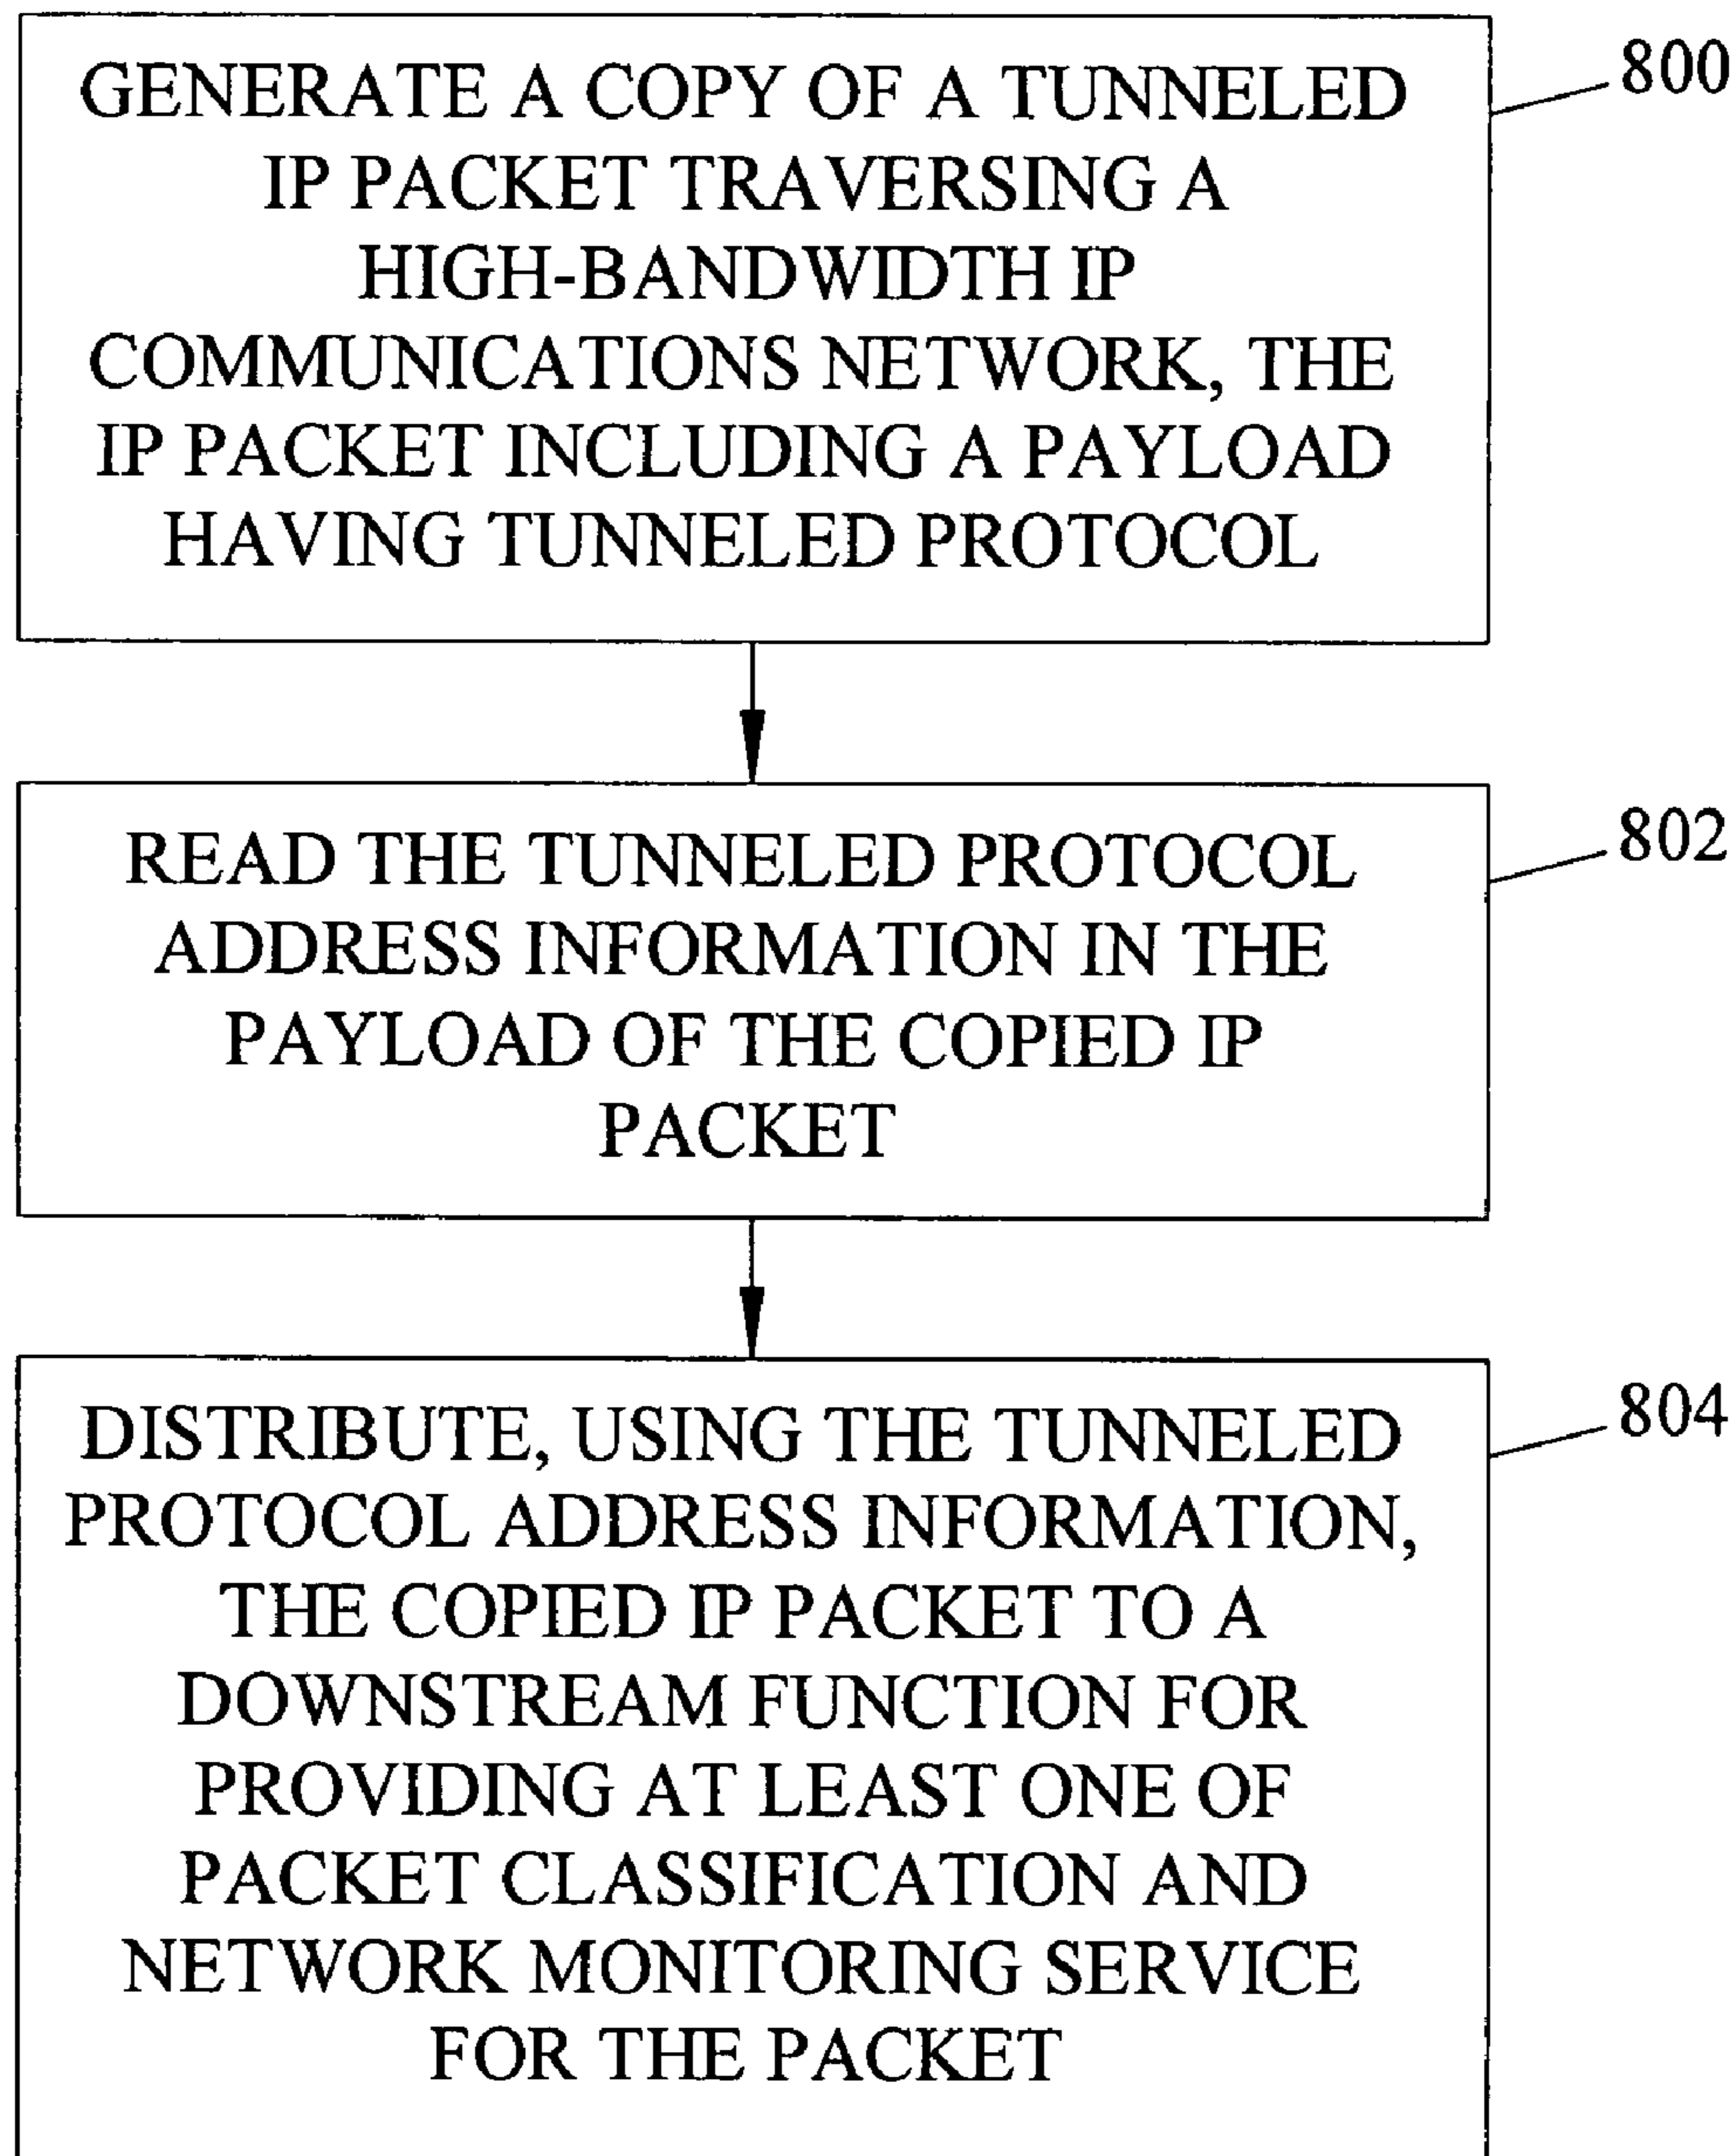 GENERATE A COPY OF A TUNNELED
IP PACKET TRAVERSING A
HIGH-BANDWIDTH IP
COMMUNICATIONS NETWORK, THE
IP PACKET INCLUDING A PAYLOAD
HAVING TUNNELED PROTOCOL
800
READ THE TUNNELED PROTOCOL
ADDRESS INFORMATION IN THE
PAYLOAD OF THE COPIED IP
PACKET
802
DISTRIBUTE, USING THE TUNNELED
PROTOCOL ADDRESS INFORMATION,
THE COPIED IP PACKET TO A
DOWNSTREAM FUNCTION FOR
PROVIDING AT LEAST ONE OF
PACKET CLASSIFICATION AND
NETWORK MONITORING SERVICE
FOR THE PACKET
804